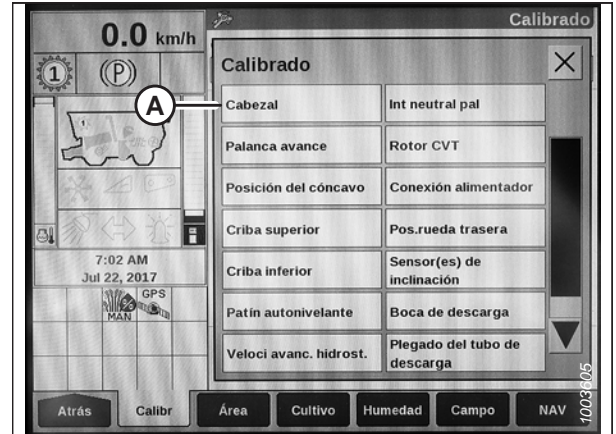 0.0 km/h
Calibrado
1
(P)
Calibrado
A
Cabezal
Int neutral pal
1
Palanca avance
Rotor CVT
Posición del cóncavo
Conexión alimentador
Criba superior
Pos.rueda trasera
7:02 AM
Jul 22, 2017
Criba inferior
Sensor(es) de
inclinación
GPS
MAN
Patín autonivelante
Boca de descarga
Veloci avanc. hidrost.
Plegado del tubo de
descarga
Atrás
Calibr
Área
Cultivo
Humedad
Campo
NAV
1003605